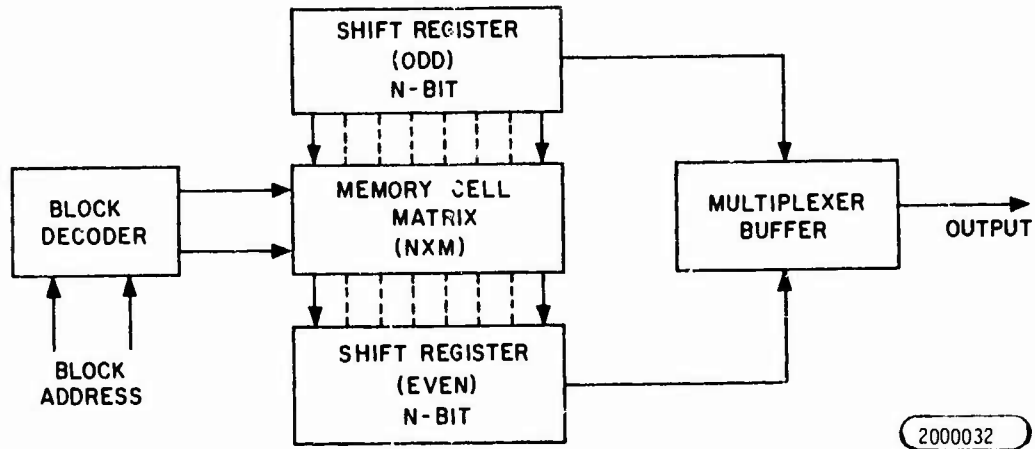 SHIFT REGISTER
(ODD)
N-BIT
BLOCK
DECODER
MEMORY CELL
MATRIX
(NXM)
MULTIPLEXER
BUFFER
OUTPUT
BLOCK
ADDRESS
SHIFT REGISTER
(EVEN)
N-BIT
2000032